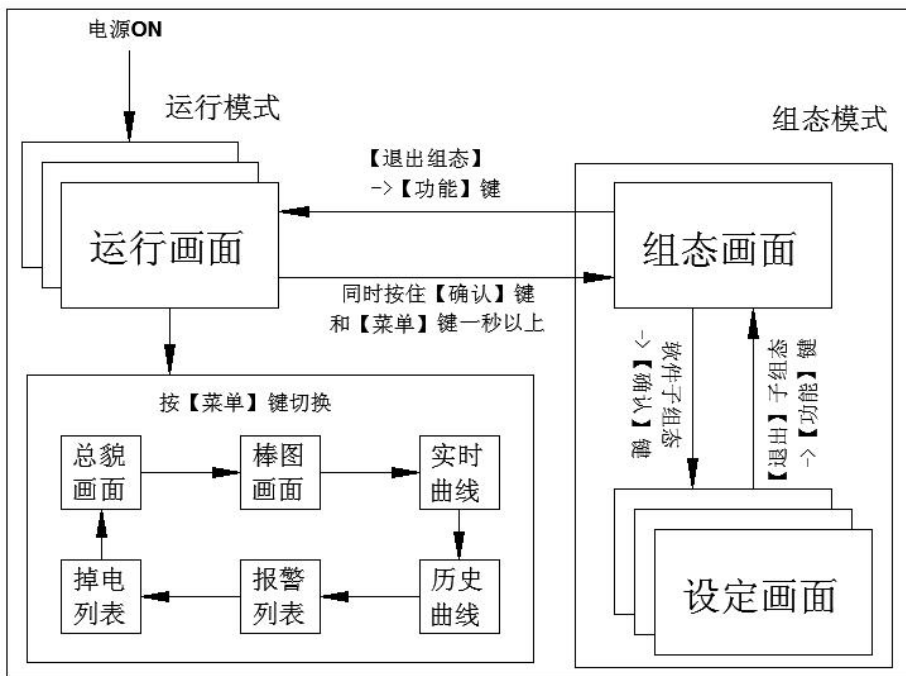 电源ON
运行模式
组态模式
【退出组态】
->【功能】键
运行画面
组态画面
同时按住【确认】键
和【菜单】键一秒以上
软件子组态
->【确认】键
【退出】子组态
->【功能】键
按【菜单】键切换
总貌
画面
棒图
画面
实时
曲线
掉电
列表
报警
列表
历史
曲线
设定画面